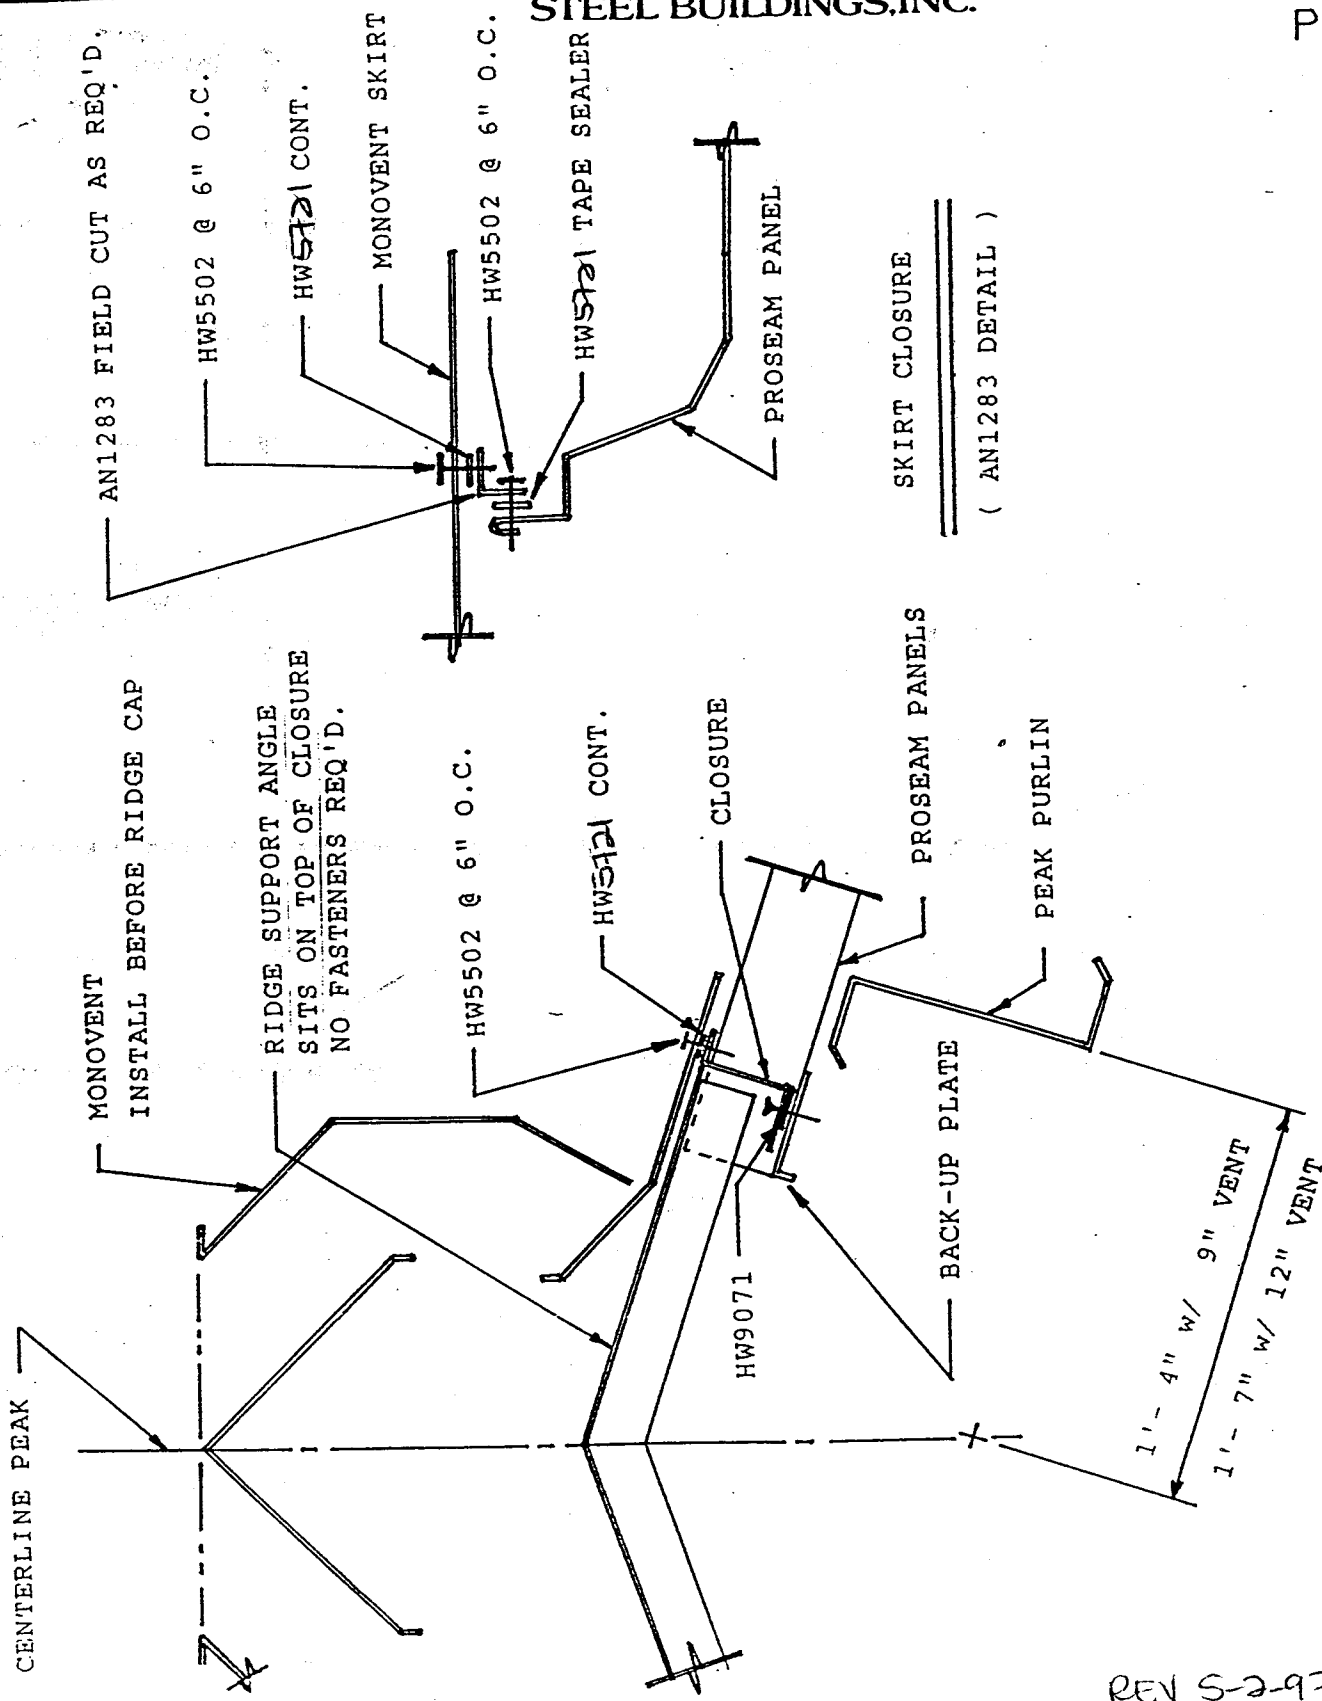 STEEL BUILDINGS, INC.
P
CENTERLINE PEAK
MONOVENT
INSTALL BEFORE RIDGE CAP
RIDGE SUPPORT ANGLE
SITS ON TOP OF CLOSURE
NO FASTENERS REQ'D.
HW5502 @ 6" O.C.
HW5721 CONT.
CLOSURE
PROSEAM PANELS
PEAK PURLIN
HW9071
BACK-UP PLATE
1'- 4" W/ 9" VENT
1'- 7" W/ 12" VENT
AN1283 FIELD CUT AS REQ'D.
HW5502 @ 6" O.C.
HW5721 CONT.
MONOVENT SKIRT
HW5502 @ 6" O.C.
HW5721 TAPE SEALER
PROSEAM PANEL
SKIRT CLOSURE
( AN1283 DETAIL )
REV 5-2-97